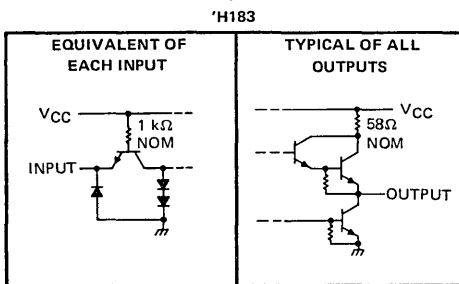 'H183
EQUIVALENT OF
EACH INPUT
VCC
1 kΩ
NOM
INPUT
TYPICAL OF ALL
OUTPUTS
VCC
58Ω
NOM
OUTPUT